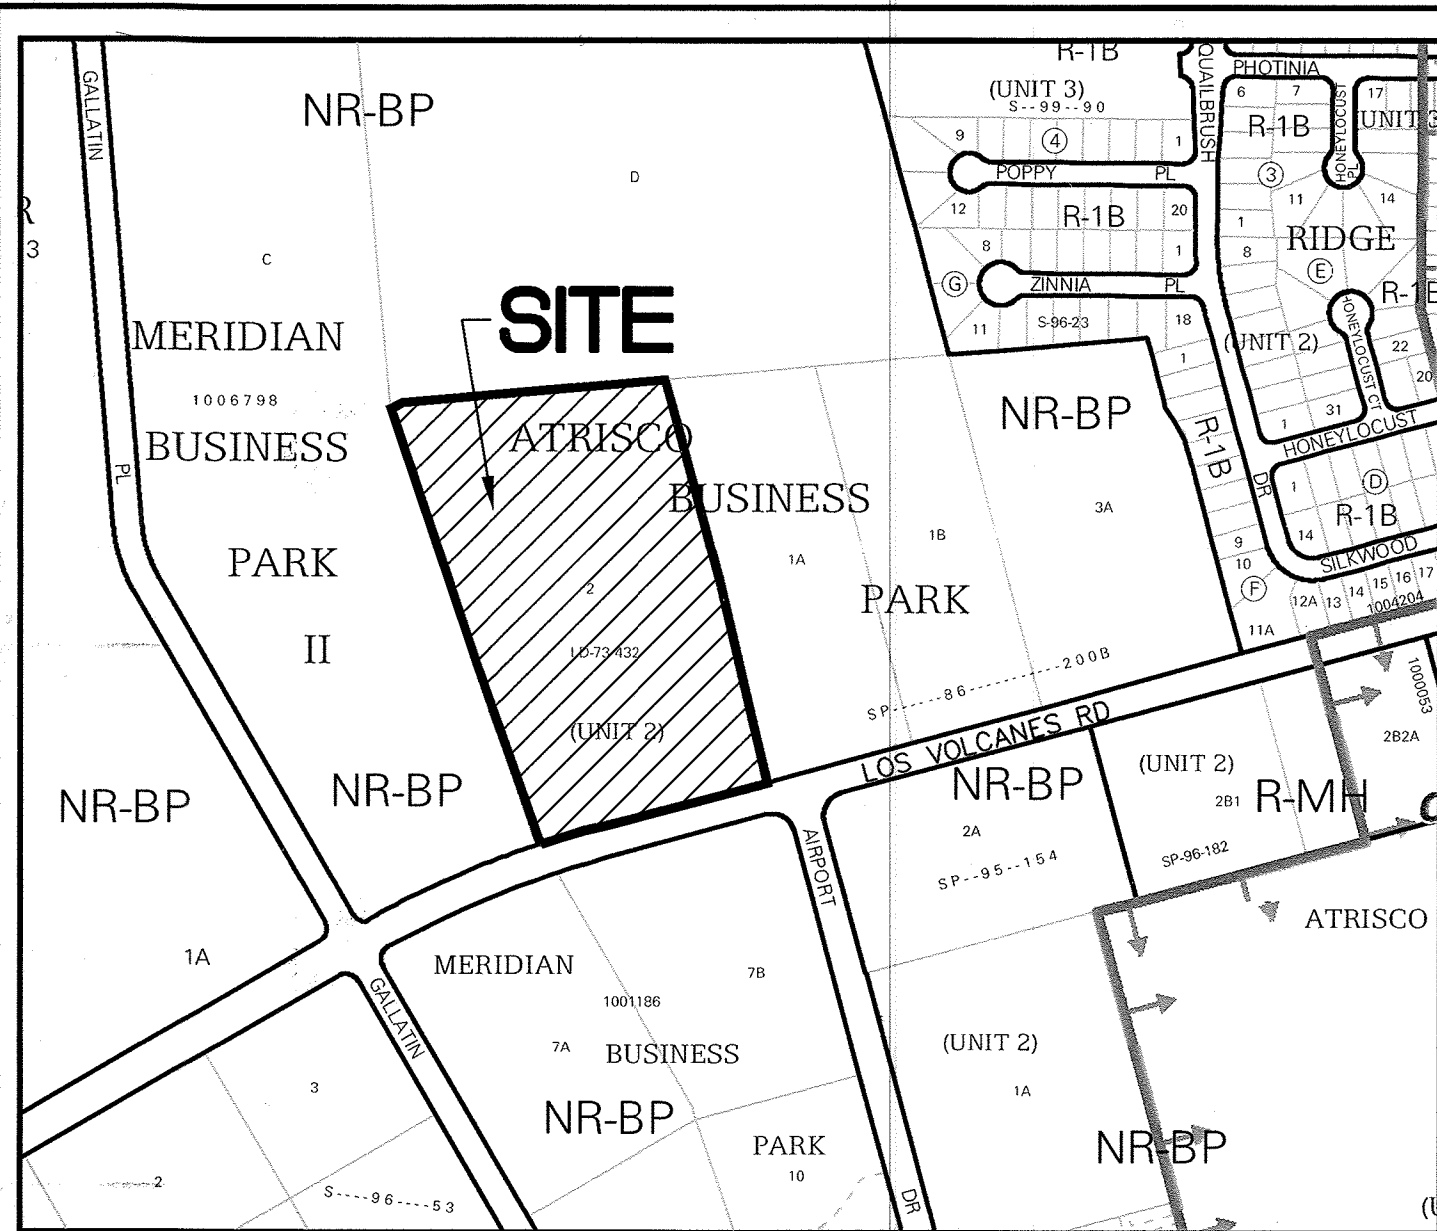 R-1B
QUAILBRUSH
DR
PHOTINIA
GALLATIN
PL
NR-BP
(UNIT 3)
S--99--90
6
7
HONEYLOCUST
PL
17
(UNIT 3
R-1B
9
4
1
POPPY
PL
3
D
12
R-1B
20
11
14
R
3
8
1
1
8
RIDGE
C
G
ZINNIA
PL
E
R-1B
SITE
11
S-96-23
18
HONEYLOCUST CT
MERIDIAN
1
(UNIT 2)
22
20
1006798
NR-BP
1
31
BUSINESS
ATRISCO
R-1B
HONEYLOCUST
BUSINESS
3A
1
D
R-1B
1A
1B
9
14
SILKWOOD
PARK
2
PARK
10
F
12A
13
14
15
16
17
1004204
II
LD-73-432
11A
SP-----86----------200B
1000053
(UNIT 2)
LOS VOLCANES RD
2B2A
NR-BP
NR-BP
NR-BP
(UNIT 2)
2B1
R-MH
AIRPORT
DR
2A
SP--95--154
SP-96-182
ATRISCO
1A
MERIDIAN
7B
GALLATIN
1001186
7A
BUSINESS
(UNIT 2)
3
1A
NR-BP
PARK
NR-BP
2
S----96----53
10